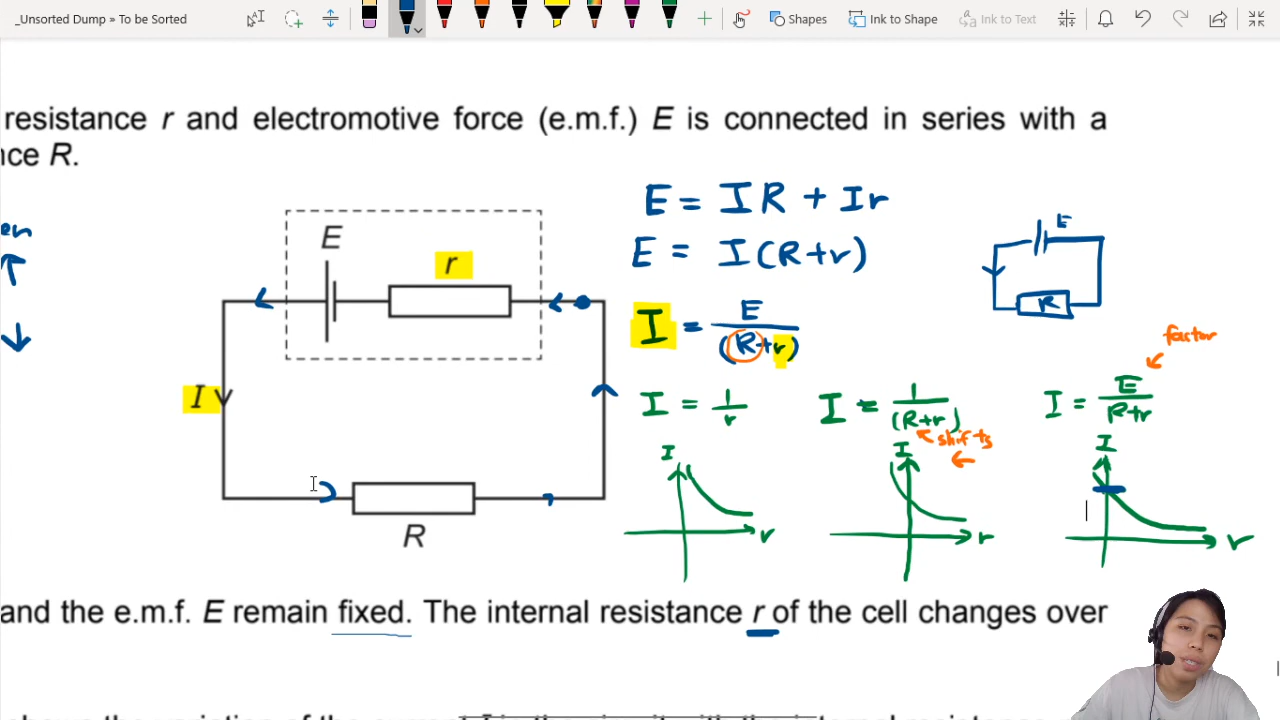 _Unsorted Dump » To be Sorted
Shapes
Ink to Shape
Ink to Text
resistance r and electromotive force (e.m.f.) E is connected in series with a
nce R.
E = IR + Ir
E = I(R+r)
I = E / (R+r)
E
R
E
r
I
R
factor
I = 1/r
I = 1/(R+r)
I = E/R+r
shifts
I
r
I
r
I
r
and the e.m.f. E remain fixed. The internal resistance r of the cell changes over